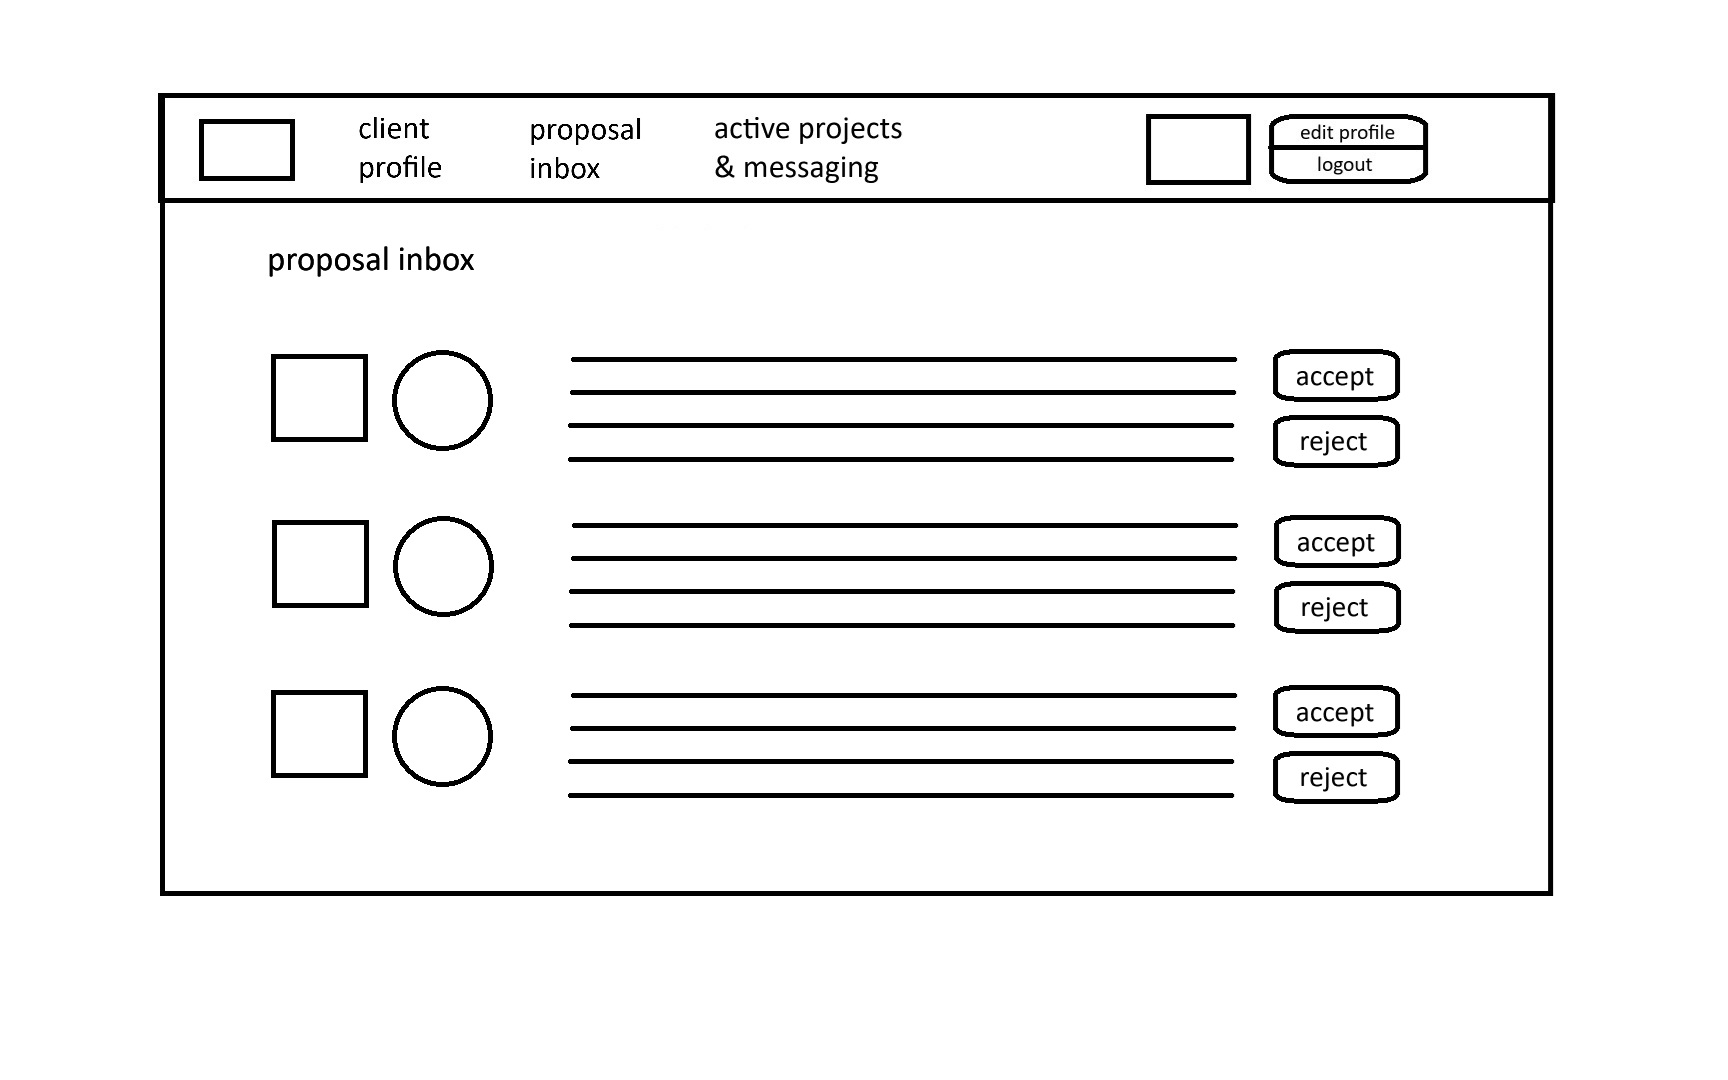 client
profile
proposal
inbox
active projects
& messaging
edit profile
logout
proposal inbox
accept
reject
accept
reject
accept
reject